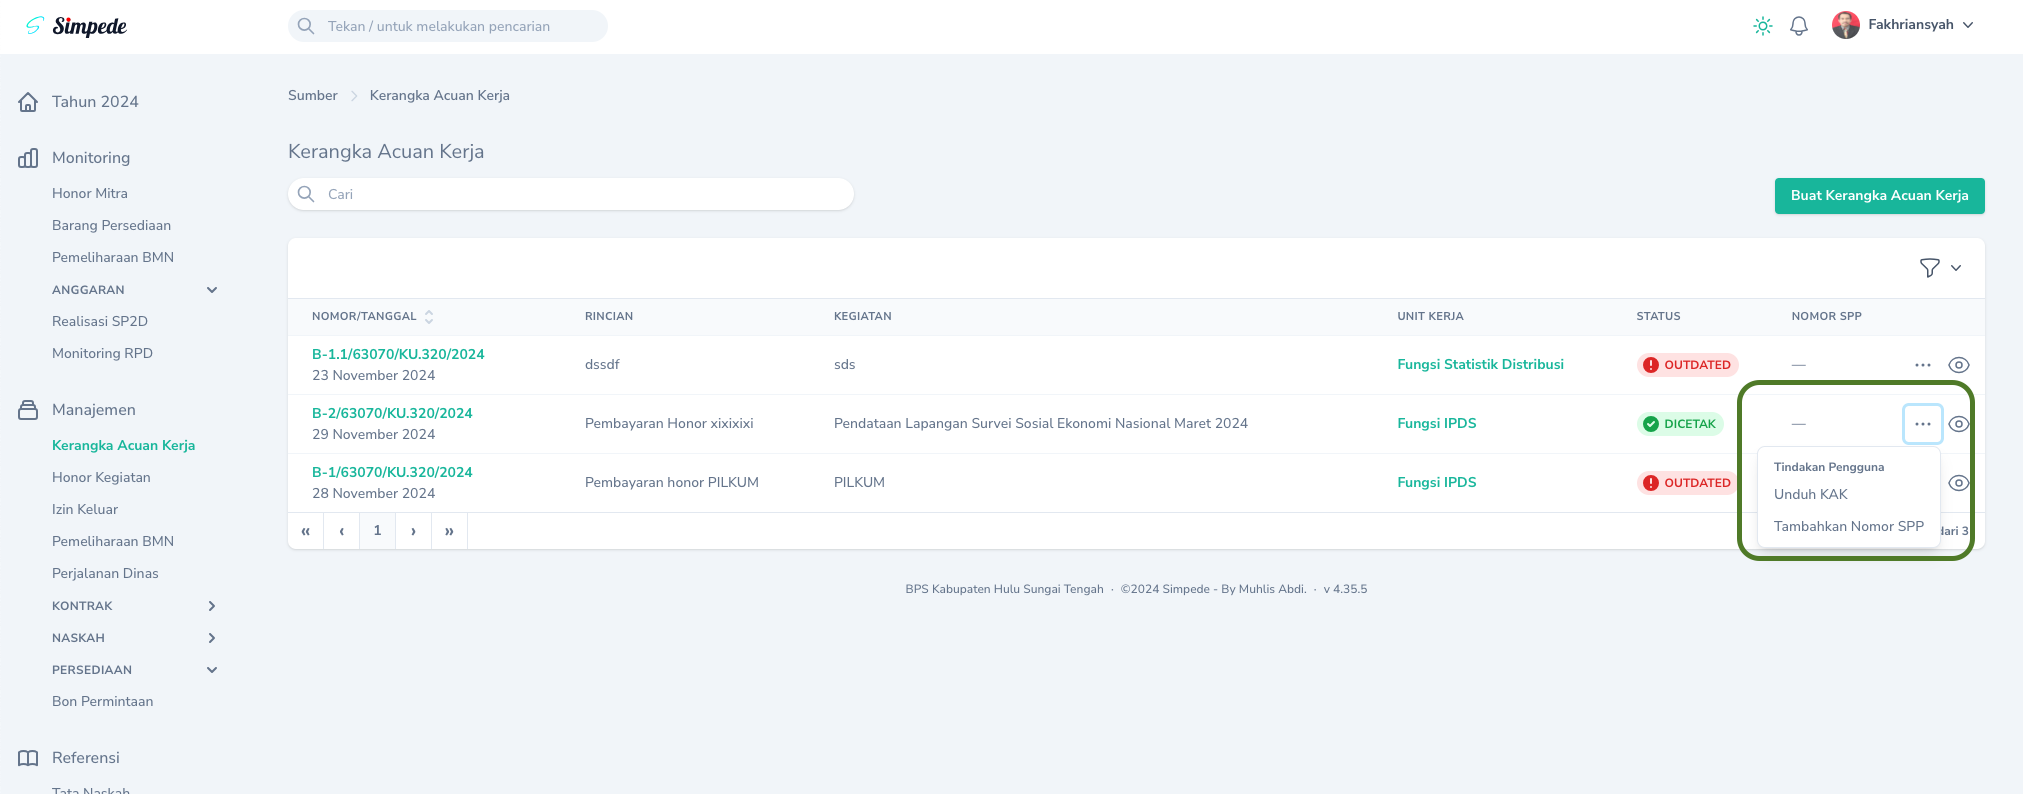 Simpede
Tekan / untuk melakukan pencarian
Fakhriansyah
Tahun 2024
Monitoring
Honor Mitra
Barang Persediaan
Pemeliharaan BMN
ANGGARAN
Realisasi SP2D
Monitoring RPD
Manajemen
Kerangka Acuan Kerja
Honor Kegiatan
Izin Keluar
Pemeliharaan BMN
Perjalanan Dinas
KONTRAK
NASKAH
PERSEDIAAN
Bon Permintaan
Referensi
Tata Naskah
Sumber > Kerangka Acuan Kerja
Kerangka Acuan Kerja
Cari
Buat Kerangka Acuan Kerja
NOMOR/TANGGAL RINCIAN KEGIATAN UNIT KERJA STATUS NOMOR SPP
B-1.1/63070/KU.320/2024
23 November 2024
dssdf
sds
Fungsi Statistik Distribusi
OUTDATED
—
B-2/63070/KU.320/2024
29 November 2024
Pembayaran Honor xixixixi
Pendataan Lapangan Survei Sosial Ekonomi Nasional Maret 2024
Fungsi IPDS
DICETAK
—
B-1/63070/KU.320/2024
28 November 2024
Pembayaran honor PILKUM
PILKUM
Fungsi IPDS
OUTDATED
Tindakan Pengguna
Unduh KAK
Tambahkan Nomor SPP
« ‹ 1 › »
dari 3
BPS Kabupaten Hulu Sungai Tengah · ©2024 Simpede - By Muhlis Abdi. · v 4.35.5